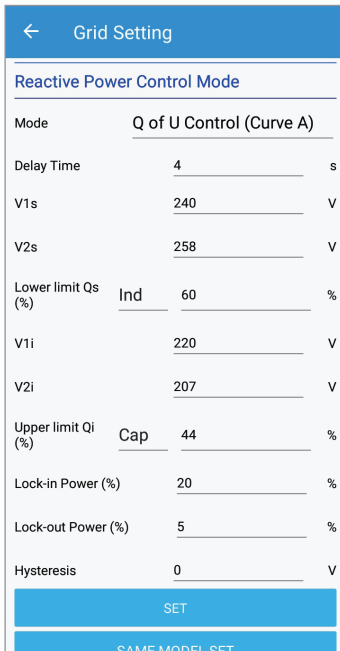 ← Grid Setting
Reactive Power Control Mode
Mode Q of U Control (Curve A)
Delay Time 4 s
V1s 240 V
V2s 258 V
Lower limit Qs
(%) Ind 60 %
V1i 220 V
V2i 207 V
Upper limit Qi
(%) Cap 44 %
Lock-in Power (%) 20 %
Lock-out Power (%) 5 %
Hysteresis 0 V
SET
SAME MODEL SET